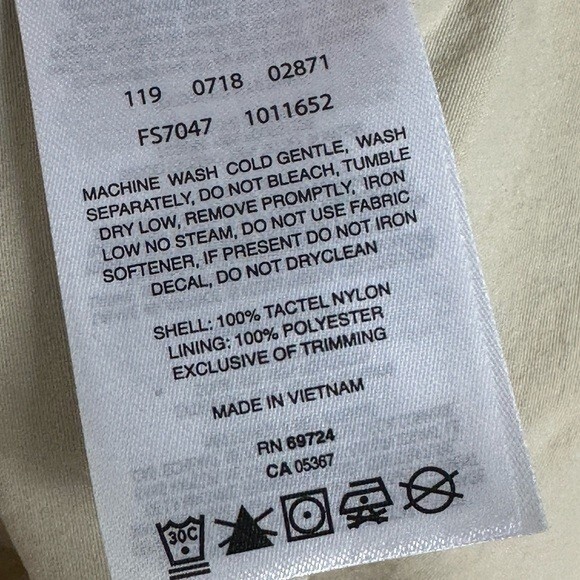 119 0718 02871
FS7047 1011652
MACHINE WASH COLD GENTLE, WASH
SEPARATELY, DO NOT BLEACH, TUMBLE
DRY LOW, REMOVE PROMPTLY, IRON
LOW NO STEAM, DO NOT USE FABRIC
SOFTENER, IF PRESENT DO NOT IRON
DECAL, DO NOT DRYCLEAN
SHELL: 100% TACTEL NYLON
LINING: 100% POLYESTER
EXCLUSIVE OF TRIMMING
MADE IN VIETNAM
RN 69724
CA 05367
30C